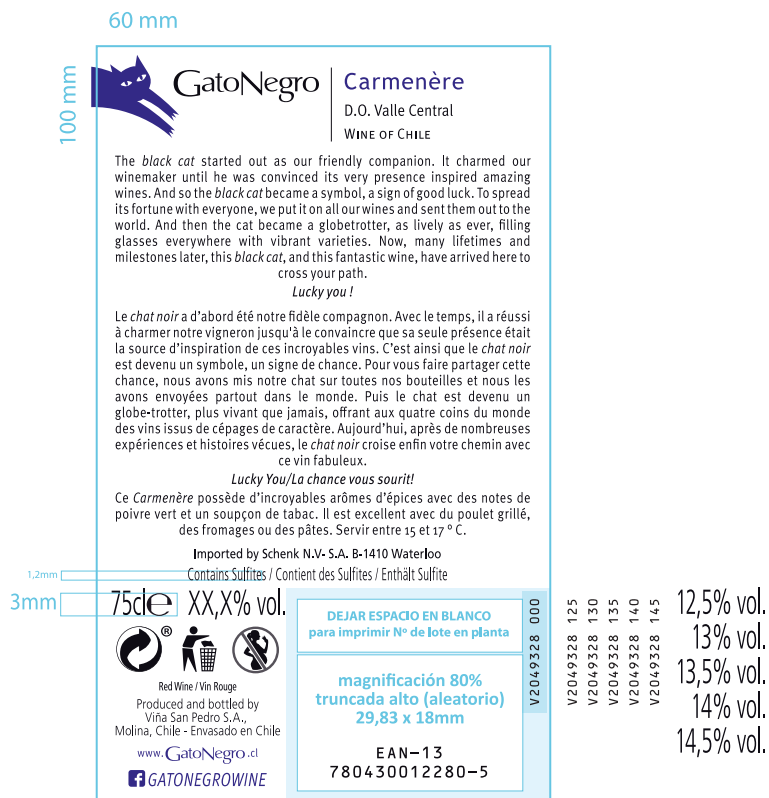 60 mm
100 mm
GatoNegro
Carmenère
D.O. Valle Central
WINE OF CHILE
The black cat started out as our friendly companion. It charmed our
winemaker until he was convinced its very presence inspired amazing
wines. And so the black cat became a symbol, a sign of good luck. To spread
its fortune with everyone, we put it on all our wines and sent them out to the
world. And then the cat became a globetrotter, as lively as ever, filling
glasses everywhere with vibrant varieties. Now, many lifetimes and
milestones later, this black cat, and this fantastic wine, have arrived here to
cross your path.
Lucky you !
Le chat noir a d’abord été notre fidèle compagnon. Avec le temps, il a réussi
à charmer notre vigneron jusqu'à le convaincre que sa seule présence était
la source d’inspiration de ces incroyables vins. C’est ainsi que le chat noir
est devenu un symbole, un signe de chance. Pour vous faire partager cette
chance, nous avons mis notre chat sur toutes nos bouteilles et nous les
avons envoyées partout dans le monde. Puis le chat est devenu un
globe-trotter, plus vivant que jamais, offrant aux quatre coins du monde
des vins issus de cépages de caractère. Aujourd’hui, après de nombreuses
expériences et histoires vécues, le chat noir croise enfin votre chemin avec
ce vin fabuleux.
Lucky You/La chance vous sourit!
Ce Carmenère possède d’incroyables arômes d’épices avec des notes de
poivre vert et un soupçon de tabac. Il est excellent avec du poulet grillé,
des fromages ou des pâtes. Servir entre 15 et 17 º C.
Imported by Schenk N.V- S.A. B-1410 Waterloo
1,2mm
Contains Sulfites / Contient des Sulfites / Enthält Sulfite
3mm
75cl e XX,X% vol.
®
Red Wine / Vin Rouge
Produced and bottled by
Viña San Pedro S.A.,
Molina, Chile - Envasado en Chile
www.GatoNegro.cl
f GATONEGROWINE
DEJAR ESPACIO EN BLANCO
para imprimir Nº de lote en planta
magnificación 80%
truncada alto (aleatorio)
29,83 x 18mm
EAN-13
780430012280-5
V2049328 000
V2049328 125
V2049328 130
V2049328 135
V2049328 140
V2049328 145
12,5% vol.
13% vol.
13,5% vol.
14% vol.
14,5% vol.